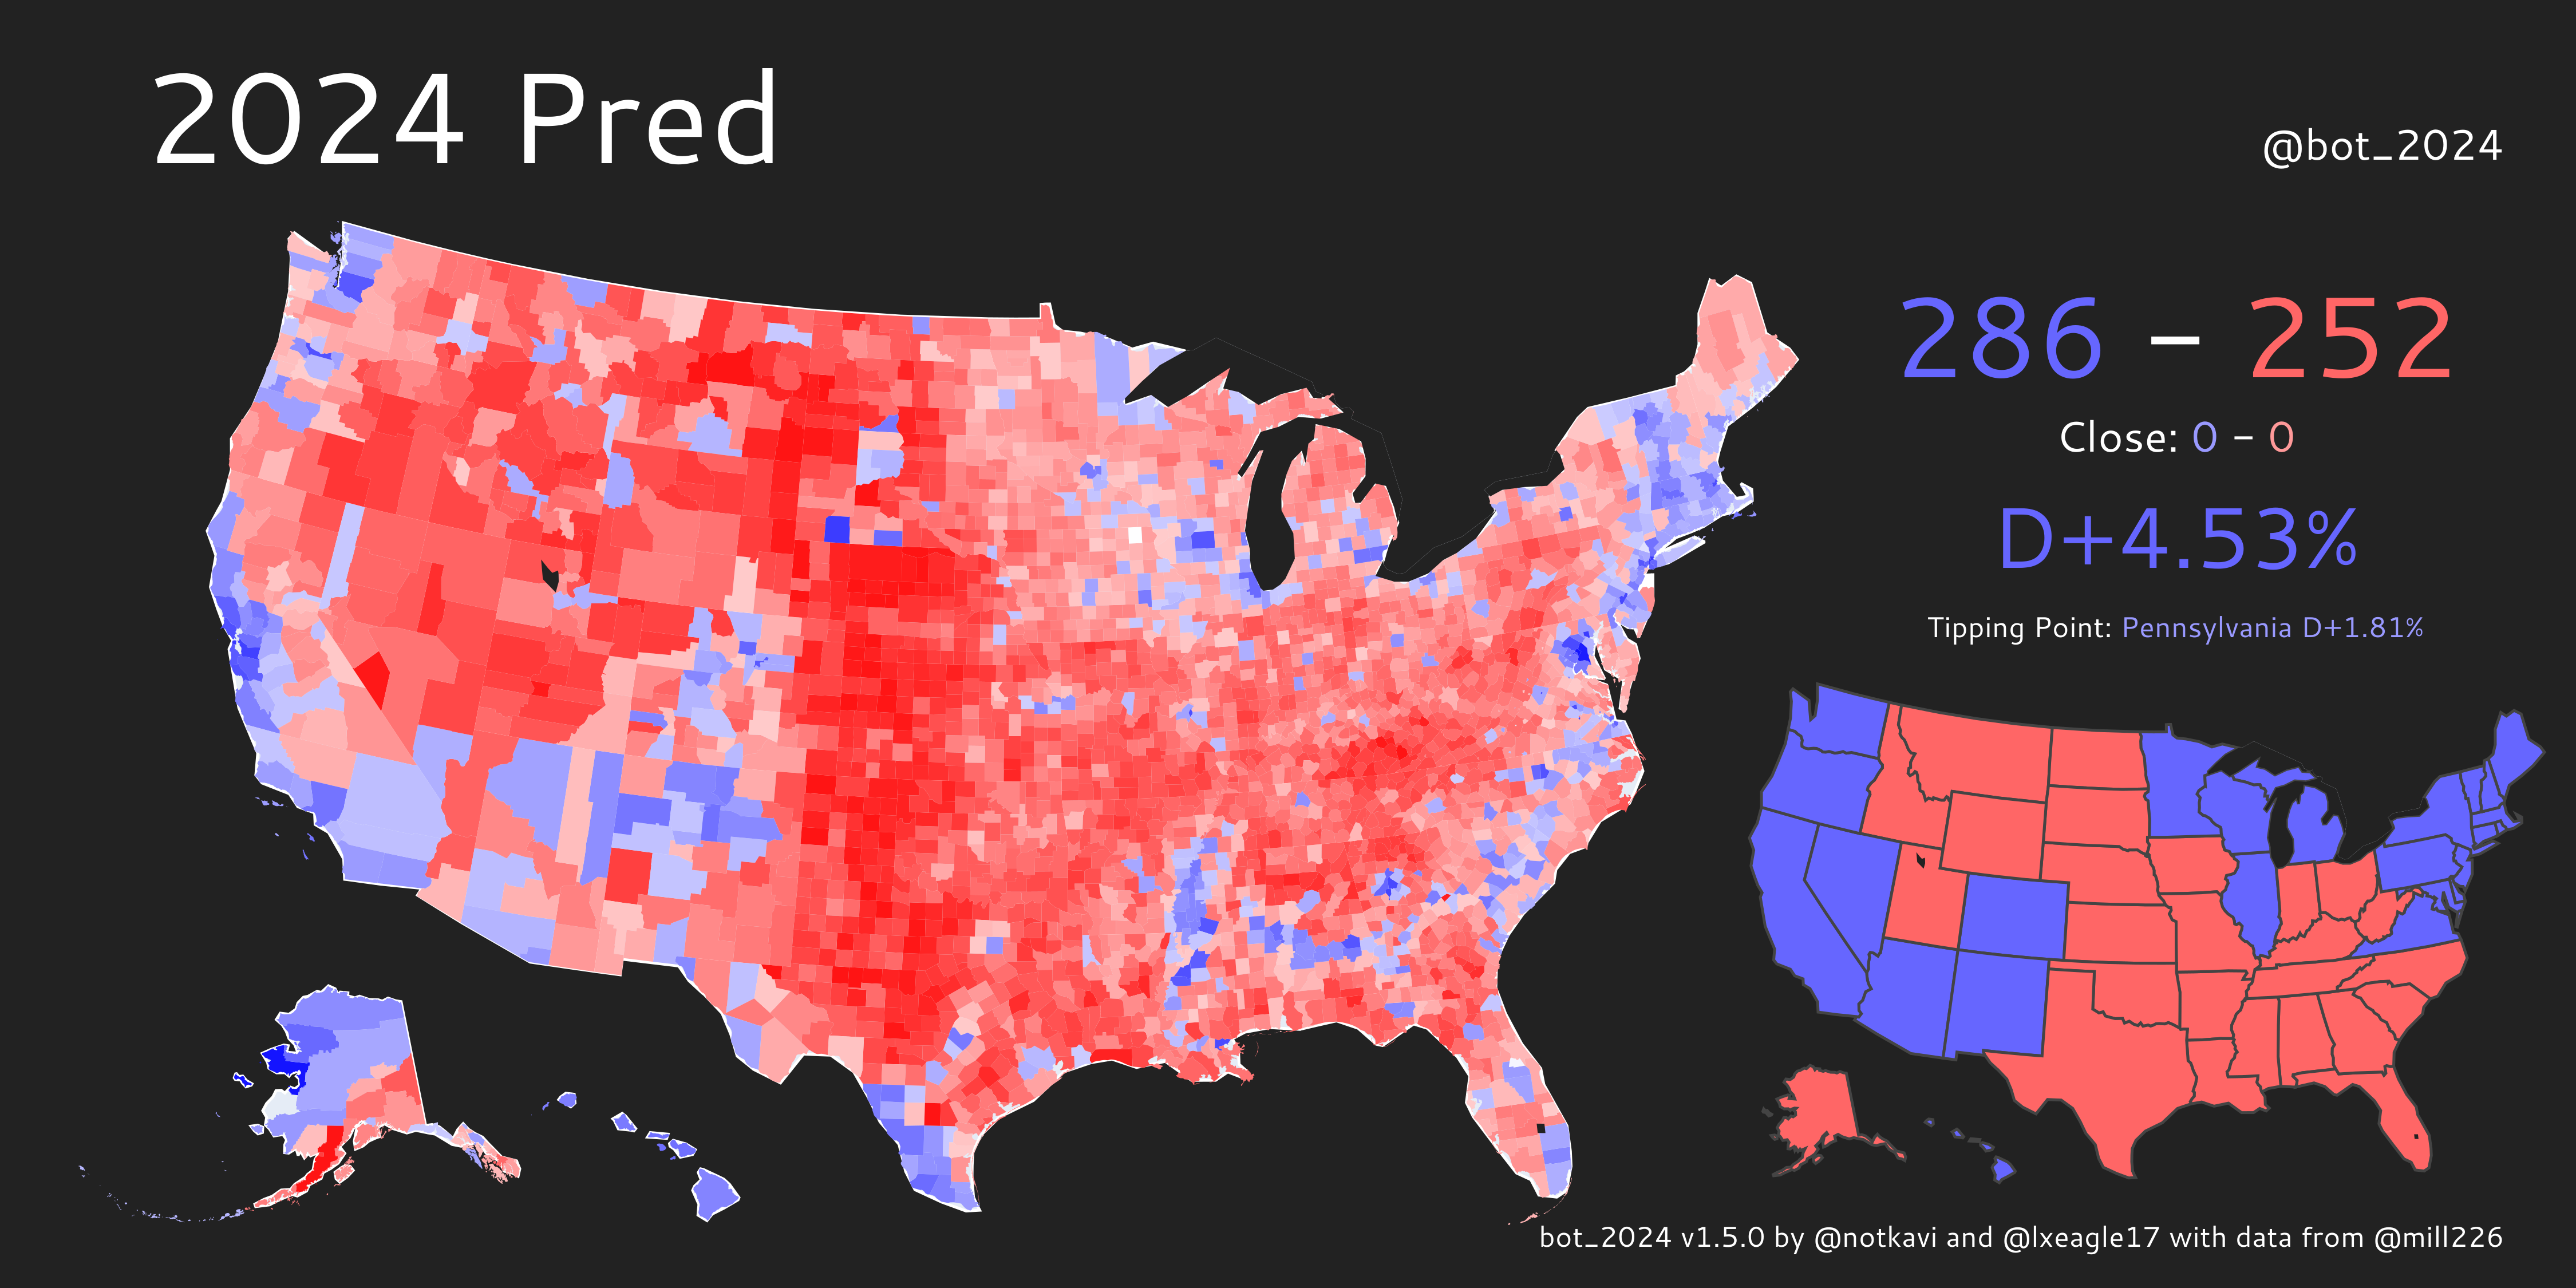 2024 Pred
@bot_2024
286 – 252
Close: 0 – 0
D+4.53%
Tipping Point: Pennsylvania D+1.81%
bot_2024 v1.5.0 by @notkavi and @lxeagle17 with data from @mill226